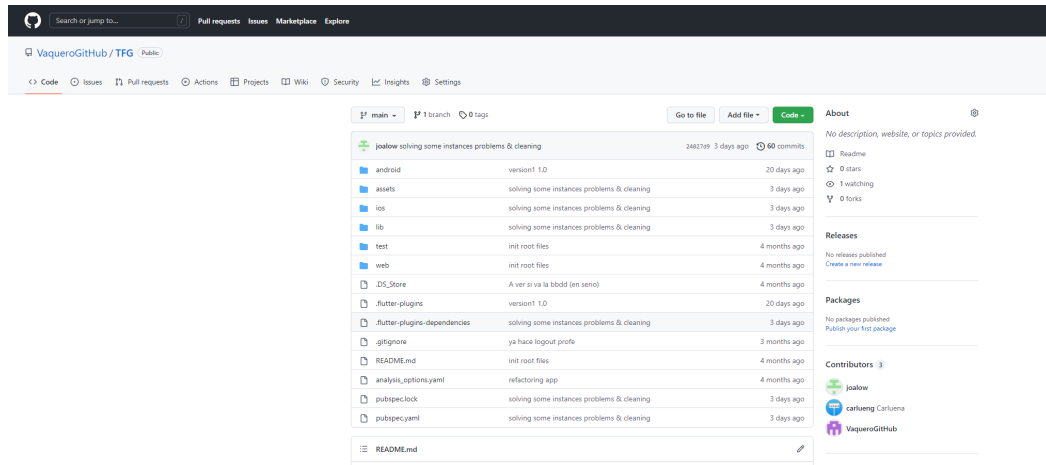 Search or jump to... / Pull requests Issues Marketplace Explore
VaqueroGitHub / TFG Public
<> Code Issues Pull requests Actions Projects Wiki Security Insights Settings
main 1 branch 0 tags Go to file Add file Code
joalow solving some instances problems & cleaning 24027d9 3 days ago 60 commits
android version1 1.0 20 days ago
assets solving some instances problems & cleaning 3 days ago
ios solving some instances problems & cleaning 3 days ago
lib solving some instances problems & cleaning 3 days ago
test init root files 4 months ago
web init root files 4 months ago
.DS_Store A ver si va la bbdd (en serio) 4 months ago
.flutter-plugins version1 1.0 20 days ago
.flutter-plugins-dependencies solving some instances problems & cleaning 3 days ago
.gitignore ya hace logout profe 3 months ago
README.md init root files 4 months ago
analysis_options.yaml refactoring app 4 months ago
pubspec.lock solving some instances problems & cleaning 3 days ago
pubspec.yaml solving some instances problems & cleaning 3 days ago
README.md
About
No description, website, or topics provided.
Readme
0 stars
1 watching
0 forks
Releases
No releases published
Create a new release
Packages
No packages published
Publish your first package
Contributors 3
joalow
carlueng Carluena
VaqueroGitHub